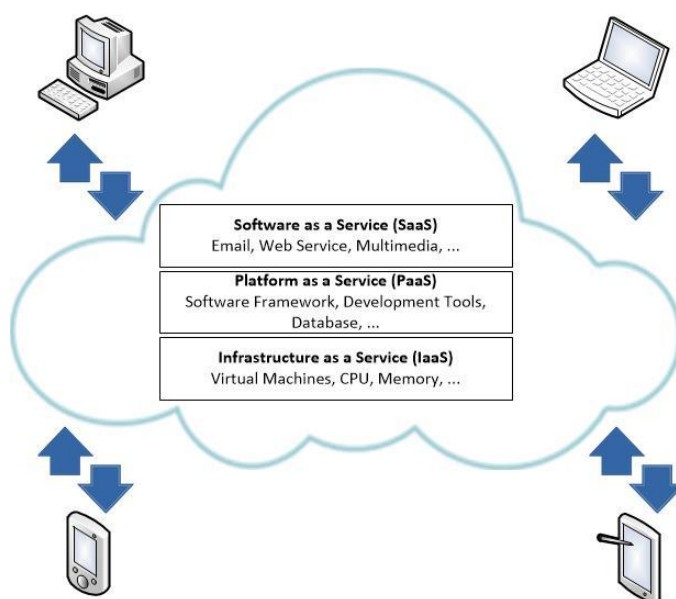 Software as a Service (SaaS)
Email, Web Service, Multimedia, ...
Platform as a Service (PaaS)
Software Framework, Development Tools,
Database, ...
Infrastructure as a Service (IaaS)
Virtual Machines, CPU, Memory, ...